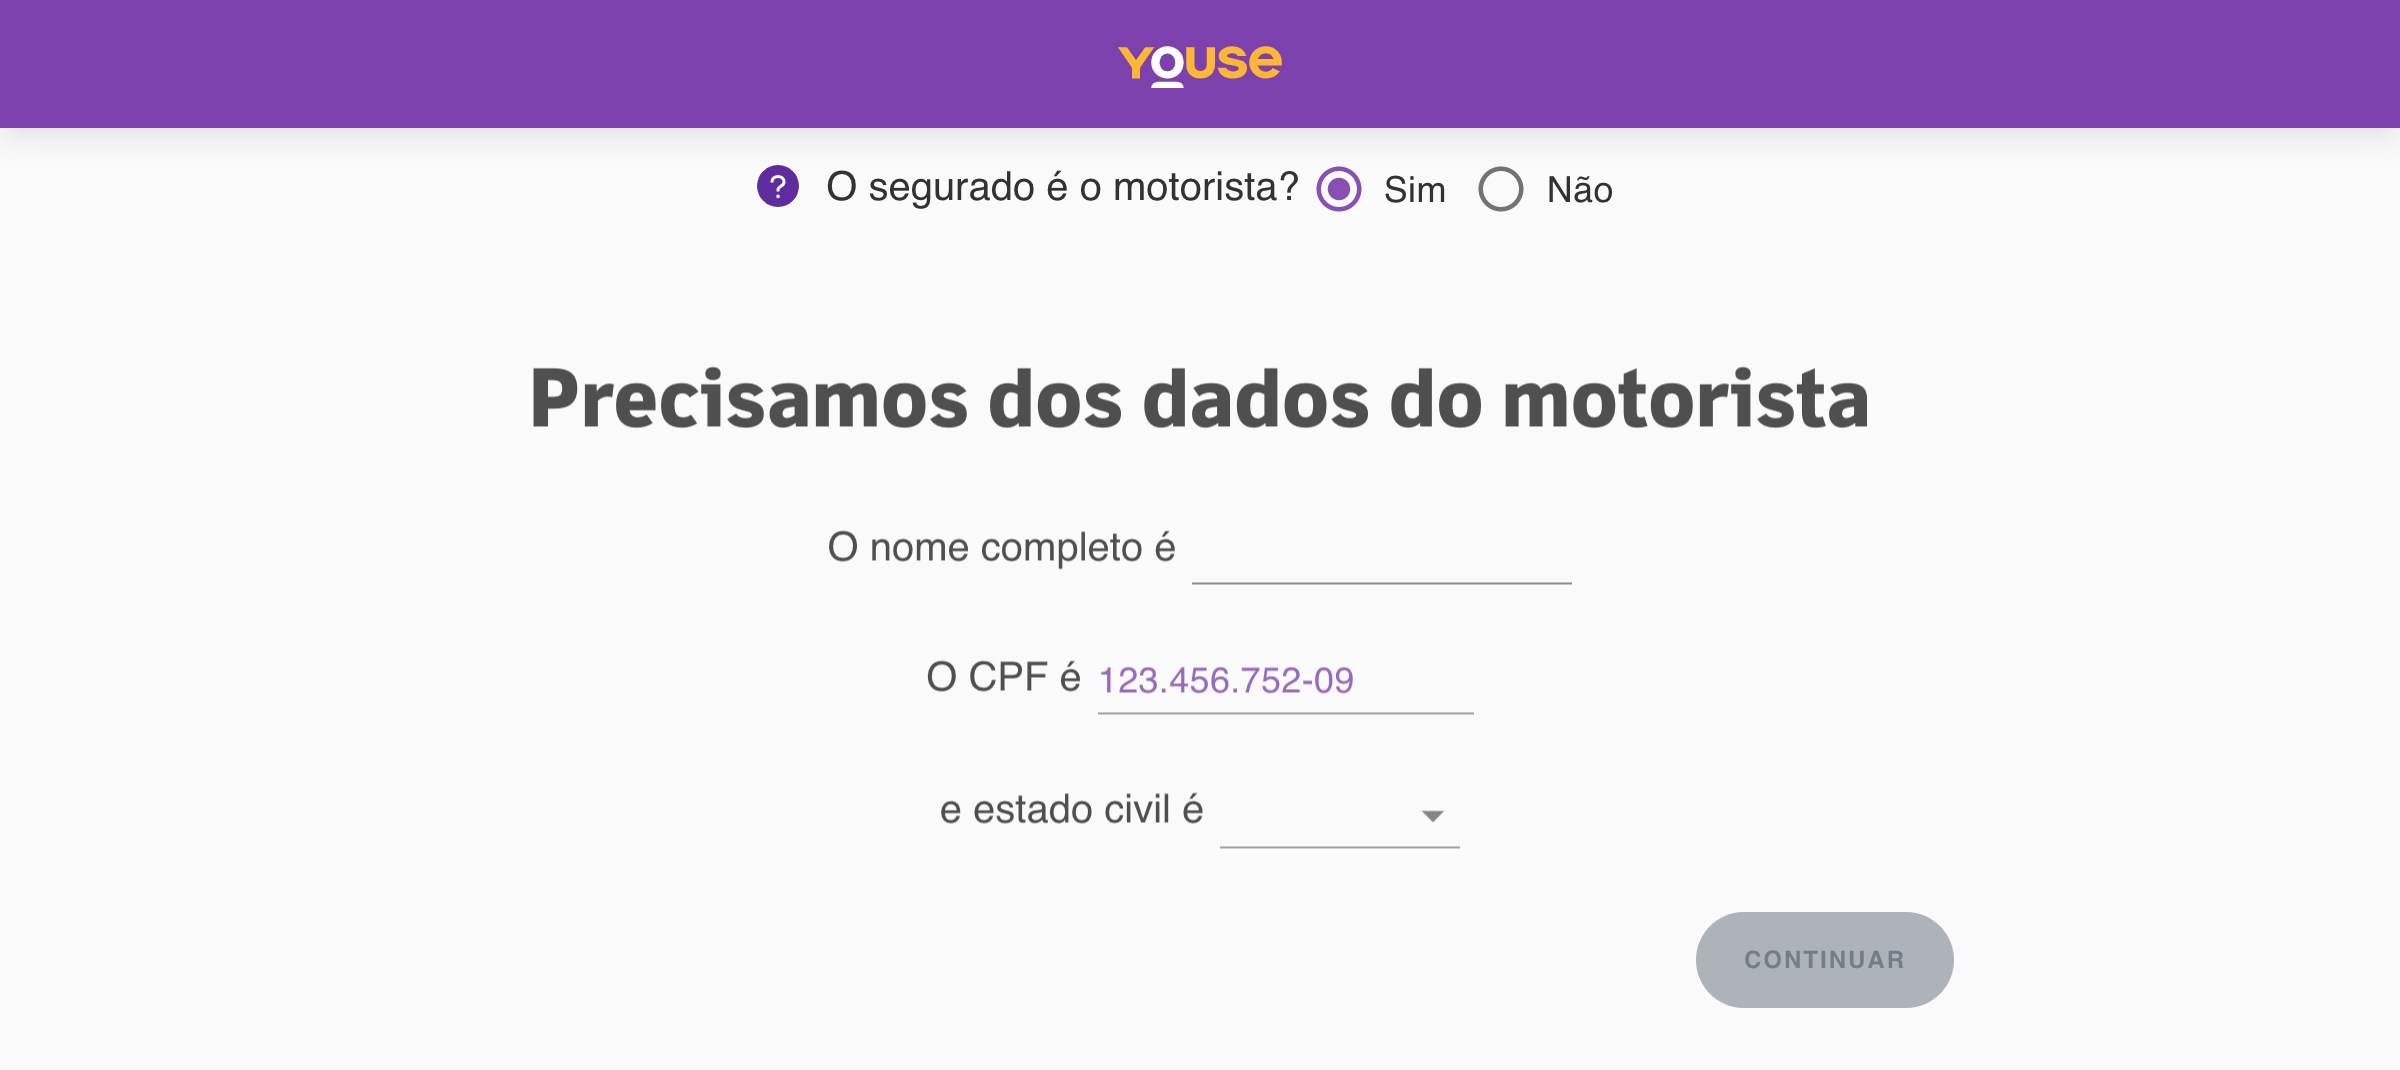 YOUSE
? O segurado é o motorista? Sim Não
Precisamos dos dados do motorista
O nome completo é
O CPF é 123.456.752-09
e estado civil é
CONTINUAR